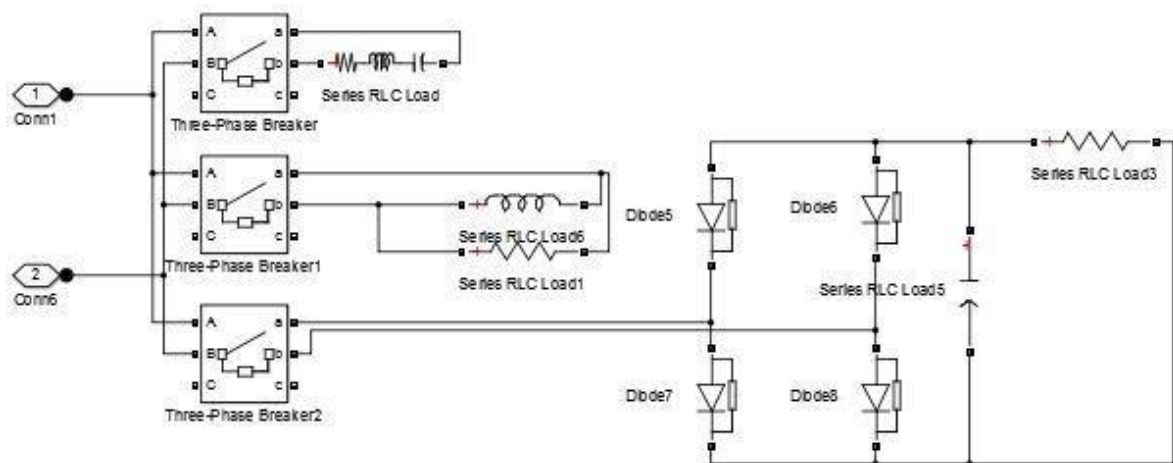 A
a
B
b
C
c
Series RLC Load
Three-Phase Breaker
1
Conn1
A
a
B
b
C
c
Series RLC Load6
Three-Phase Breaker1
Series RLC Load1
2
Conn6
A
a
B
b
C
c
Three-Phase Breaker2
Series RLC Load3
Diode5
Diode6
Series RLC Load5
Diode7
Diode8